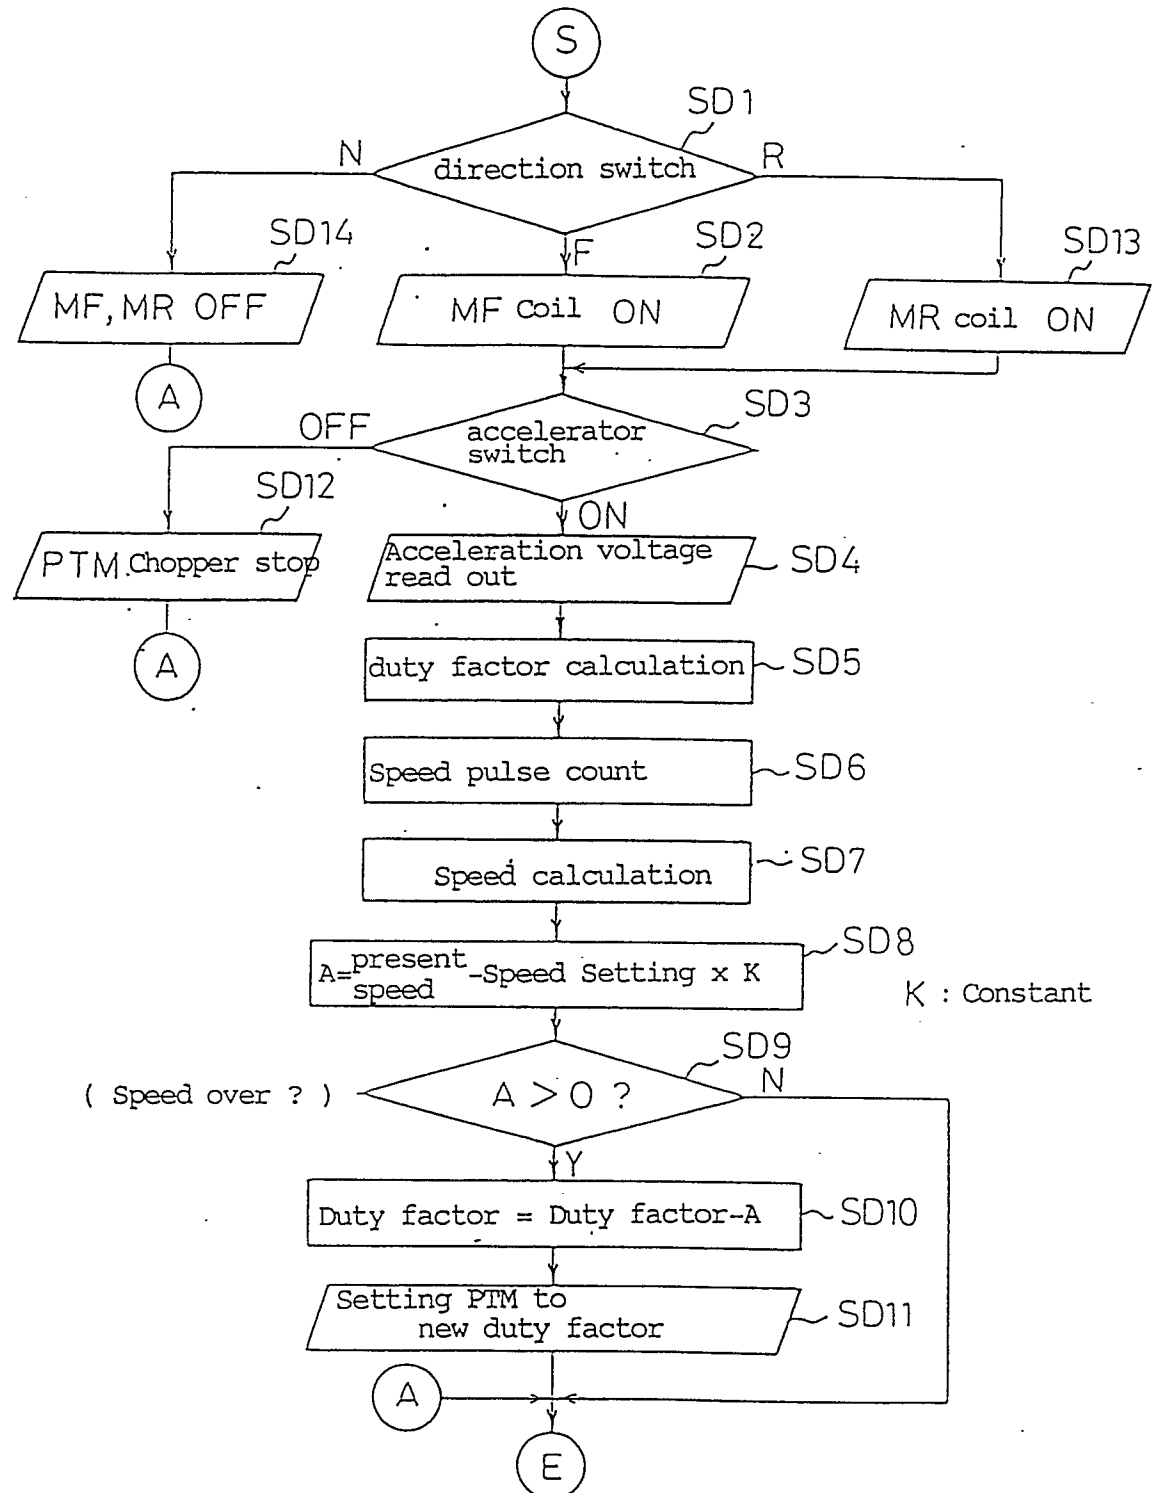 S
SD1
N
direction switch
R
SD14
F
SD2
SD13
MF, MR OFF
MF Coil ON
MR coil ON
A
SD3
OFF
accelerator
switch
SD12
ON
PTM. Chopper stop
Acceleration voltage
read out
SD4
A
duty factor calculation
SD5
Speed pulse count
SD6
Speed calculation
SD7
SD8
A=present speed-Speed Setting x K
K : Constant
SD9
( Speed over ? )
A > 0 ?
N
Y
Duty factor = Duty factor-A
SD10
Setting PTM to
new duty factor
SD11
A
E